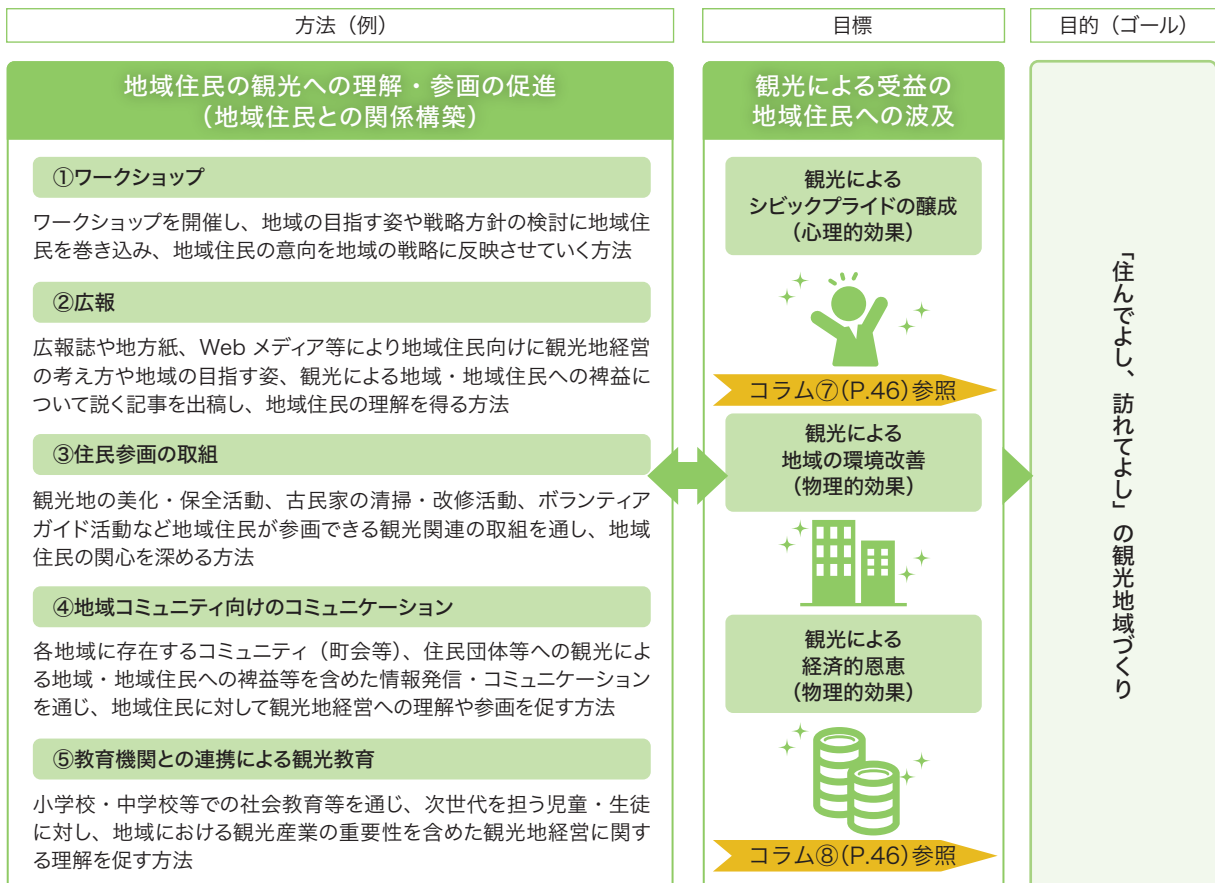 方法（例）
目標
目的（ゴール）
地域住民の観光への理解・参画の促進
（地域住民との関係構築）
①ワークショップ
ワークショップを開催し、地域の目指す姿や戦略方針の検討に地域住
民を巻き込み、地域住民の意向を地域の戦略に反映させていく方法
②広報
広報誌や地方紙、Web メディア等により地域住民向けに観光地経営
の考え方や地域の目指す姿、観光による地域・地域住民への裨益に
ついて説く記事を出稿し、地域住民の理解を得る方法
③住民参画の取組
観光地の美化・保全活動、古民家の清掃・改修活動、ボランティア
ガイド活動など地域住民が参画できる観光関連の取組を通し、地域
住民の関心を深める方法
④地域コミュニティ向けのコミュニケーション
各地域に存在するコミュニティ（町会等）、住民団体等への観光によ
る地域・地域住民への裨益等を含めた情報発信・コミュニケーション
を通じ、地域住民に対して観光地経営への理解や参画を促す方法
⑤教育機関との連携による観光教育
小学校・中学校等での社会教育等を通じ、次世代を担う児童・生徒
に対し、地域における観光産業の重要性を含めた観光地経営に関す
る理解を促す方法
観光による受益の
地域住民への波及
観光による
シビックプライドの醸成
（心理的効果）
コラム⑦(P.46)参照
観光による
地域の環境改善
（物理的効果）
観光による
経済的恩恵
（物理的効果）
コラム⑧(P.46)参照
「住んでよし、訪れてよし」の観光地域づくり